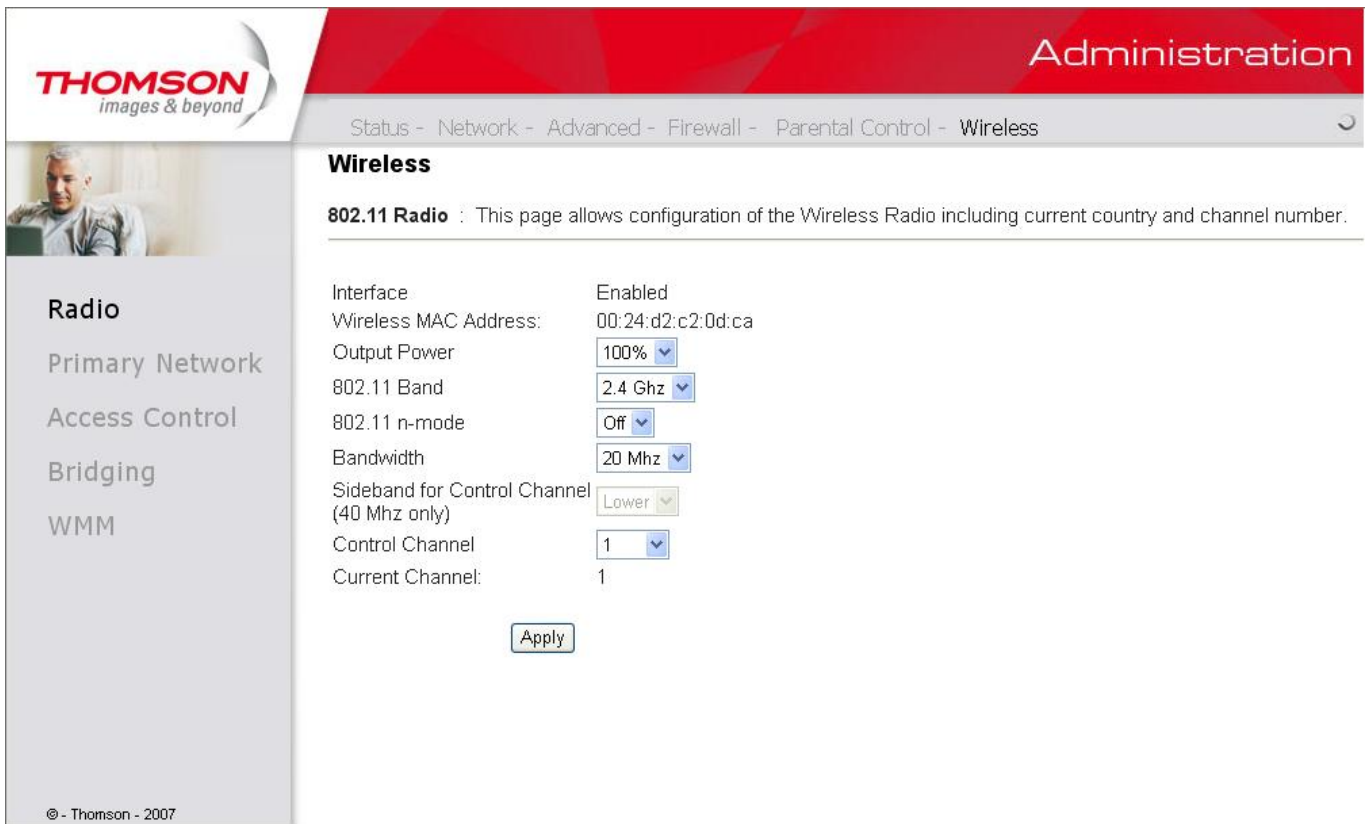 THOMSON
images & beyond
Administration
Status - Network - Advanced - Firewall - Parental Control - Wireless
Wireless
802.11 Radio : This page allows configuration of the Wireless Radio including current country and channel number.
Radio
Primary Network
Access Control
Bridging
WMM
Interface Enabled
Wireless MAC Address: 00:24:d2:c2:0d:ca
Output Power 100%
802.11 Band 2.4 Ghz
802.11 n-mode Off
Bandwidth 20 Mhz
Sideband for Control Channel
(40 Mhz only) Lower
Control Channel 1
Current Channel: 1
Apply
© - Thomson - 2007